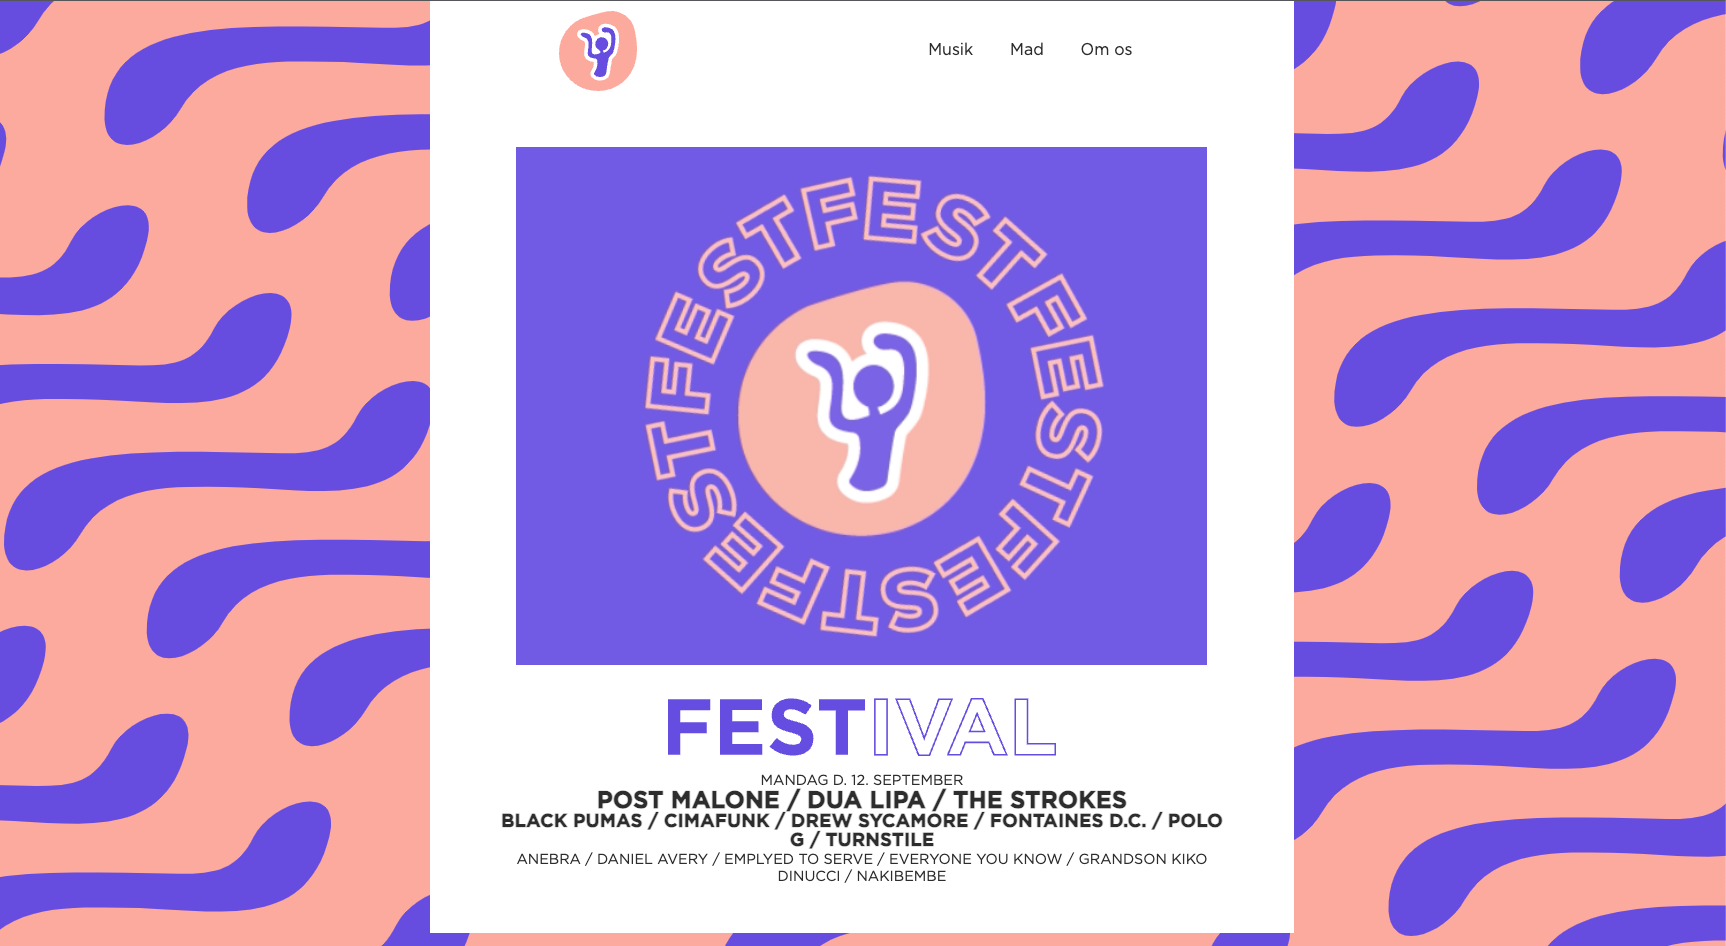 Musik Mad Om os
FESTFESTFESTFESTFESTFESTFEST
FESTIVAL
MANDAG D. 12. SEPTEMBER
POST MALONE / DUA LIPA / THE STROKES
BLACK PUMAS / CIMAFUNK / DREW SYCAMORE / FONTAINES D.C. / POLO
G / TURNSTILE
ANEBRA / DANIEL AVERY / EMPLYED TO SERVE / EVERYONE YOU KNOW / GRANDSON KIKO
DINUCCI / NAKIBEMBE